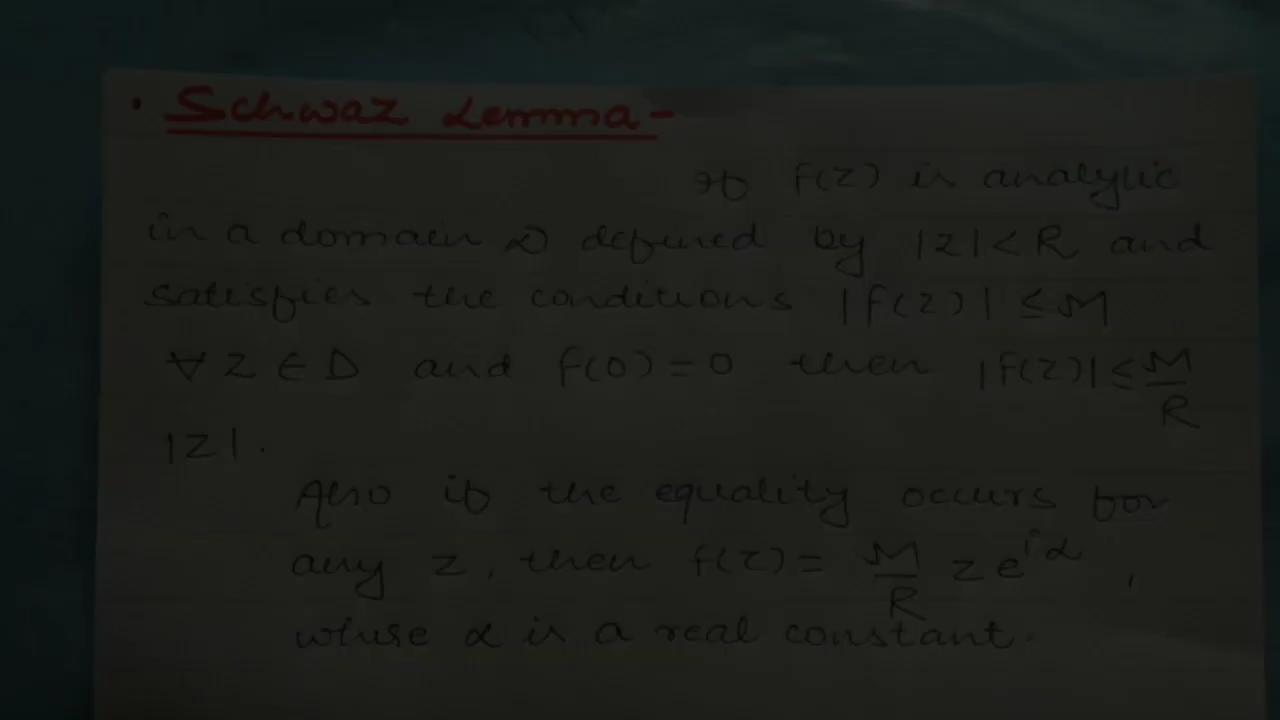 • Schwaz Lemma -
If f(z) is analytic
in a domain D defined by |z| < R and
satisfies the conditions |f(z)| ≤ M
∀ z ∈ D and f(0) = 0 then |f(z)| ≤ M/R
|z|.
Also if the equality occurs for
any z, then f(z) = M/R z e^{iα},
whuse α is a real constant.